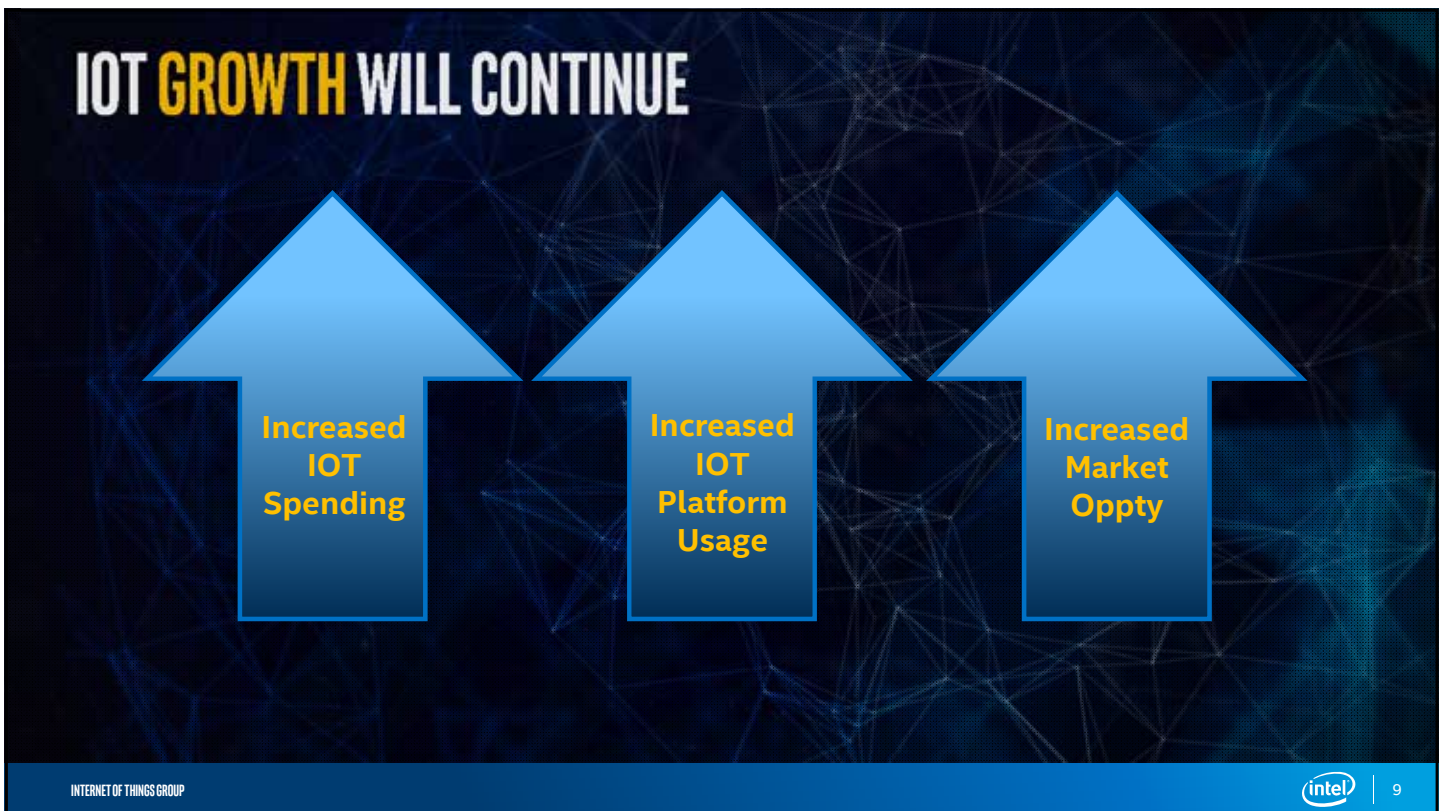 IOT GROWTH WILL CONTINUE
Increased
IOT
Spending
Increased
IOT
Platform
Usage
Increased
Market
Oppty
INTERNET OF THINGS GROUP
intel
9